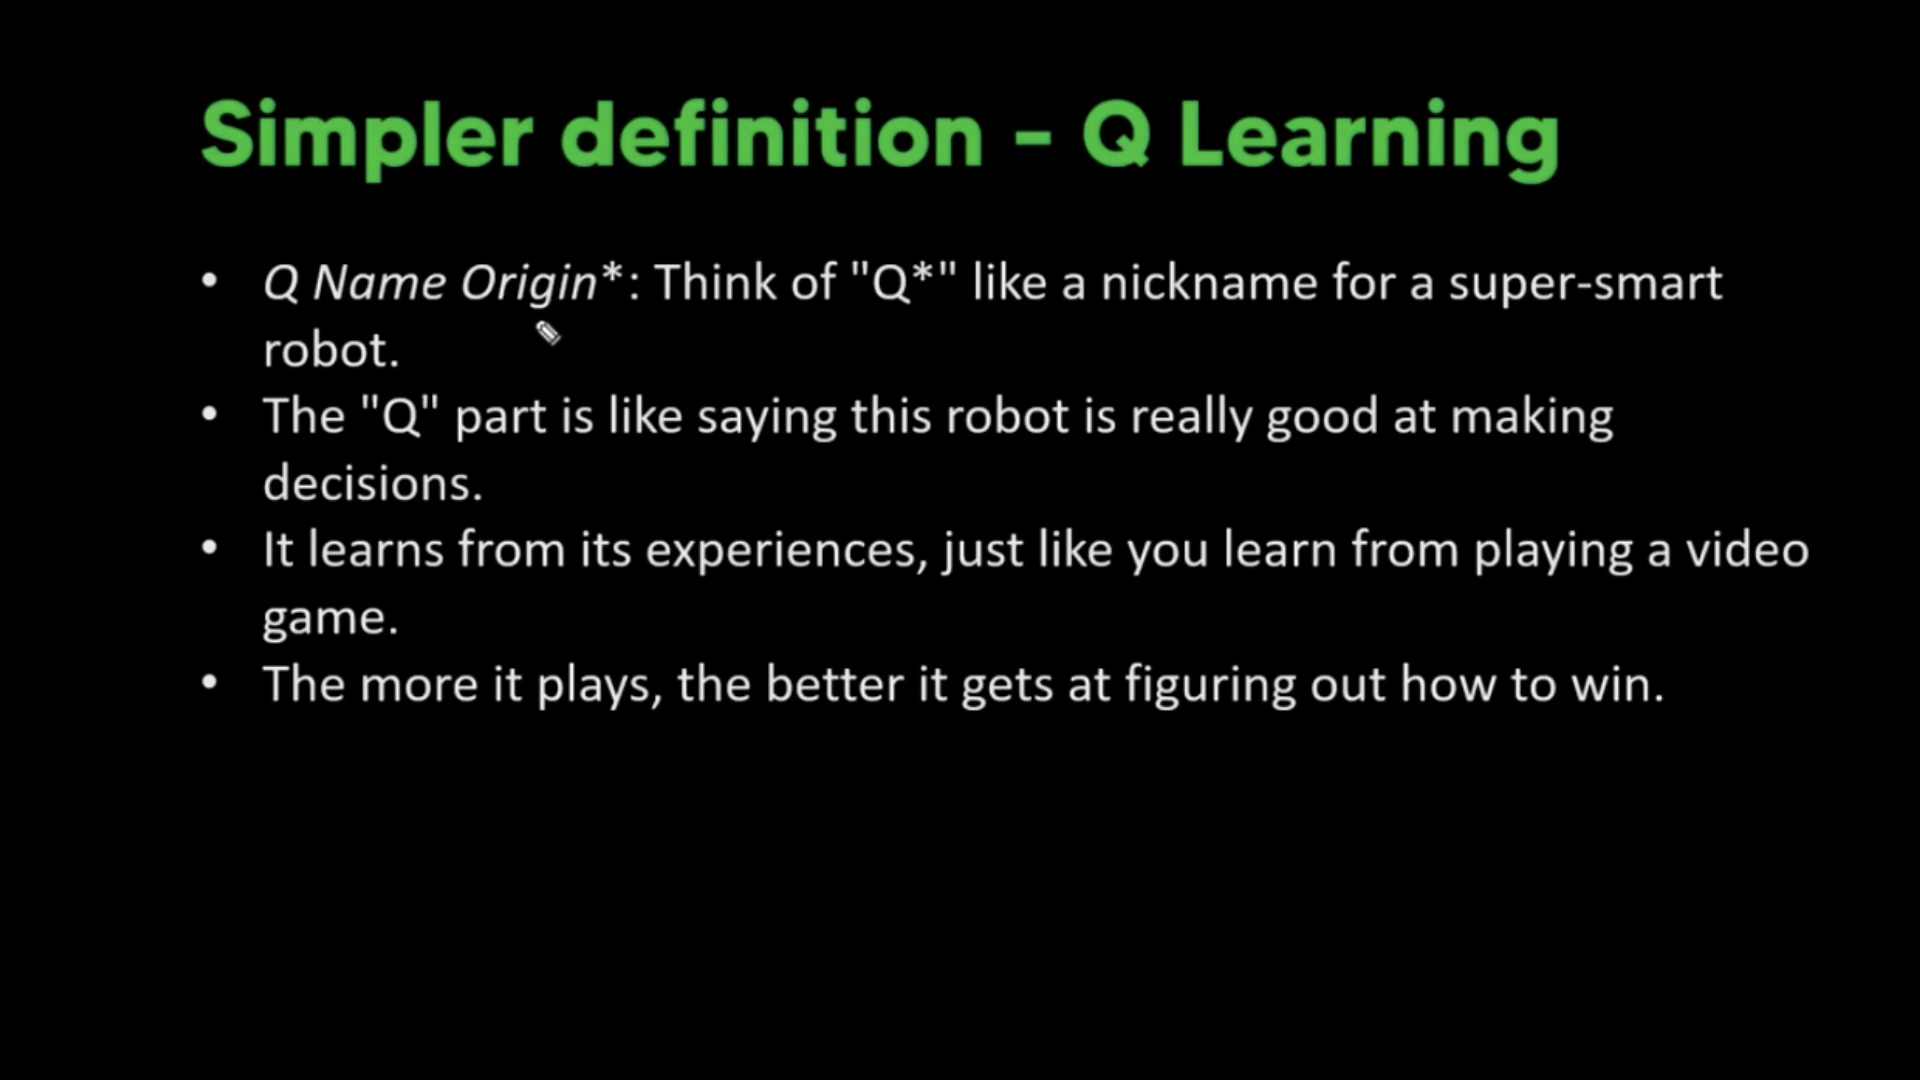 Simpler definition - Q Learning
• Q Name Origin*: Think of "Q*" like a nickname for a super-smart
robot.
• The "Q" part is like saying this robot is really good at making
decisions.
• It learns from its experiences, just like you learn from playing a video
game.
• The more it plays, the better it gets at figuring out how to win.